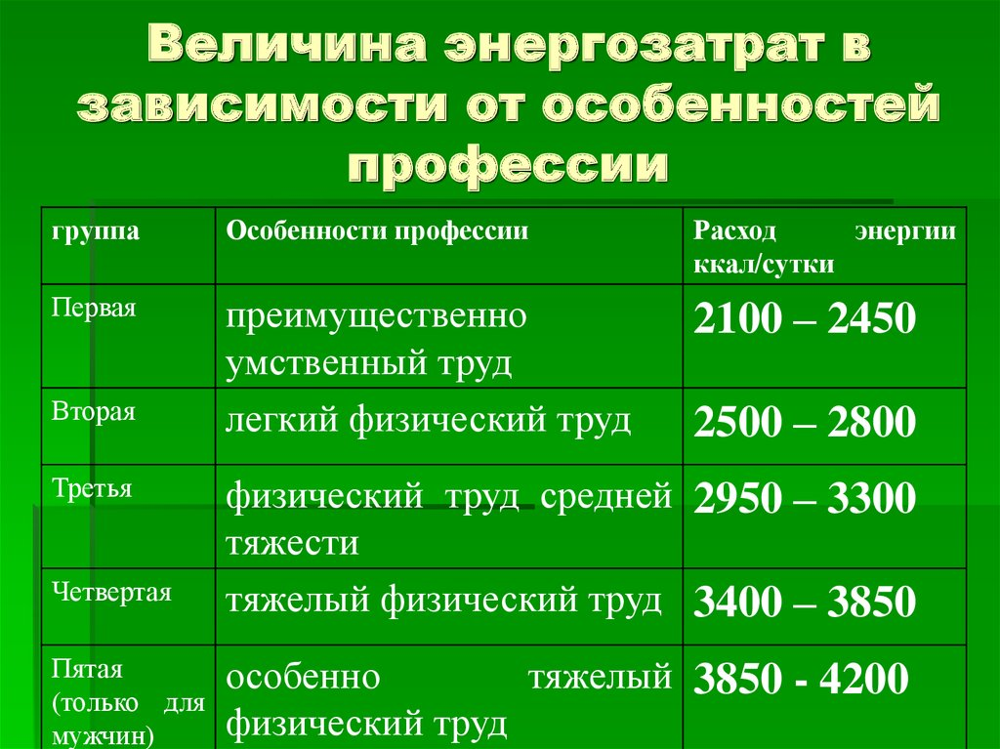 Величина энергозатрат в
зависимости от особенностей
профессии
группа
Особенности профессии
Расход энергии
ккал/сутки
Первая
преимущественно
умственный труд
2100 – 2450
Вторая
легкий физический труд
2500 – 2800
Третья
физический труд средней
тяжести
2950 – 3300
Четвертая
тяжелый физический труд
3400 – 3850
Пятая
(только для
мужчин)
особенно тяжелый
физический труд
3850 - 4200